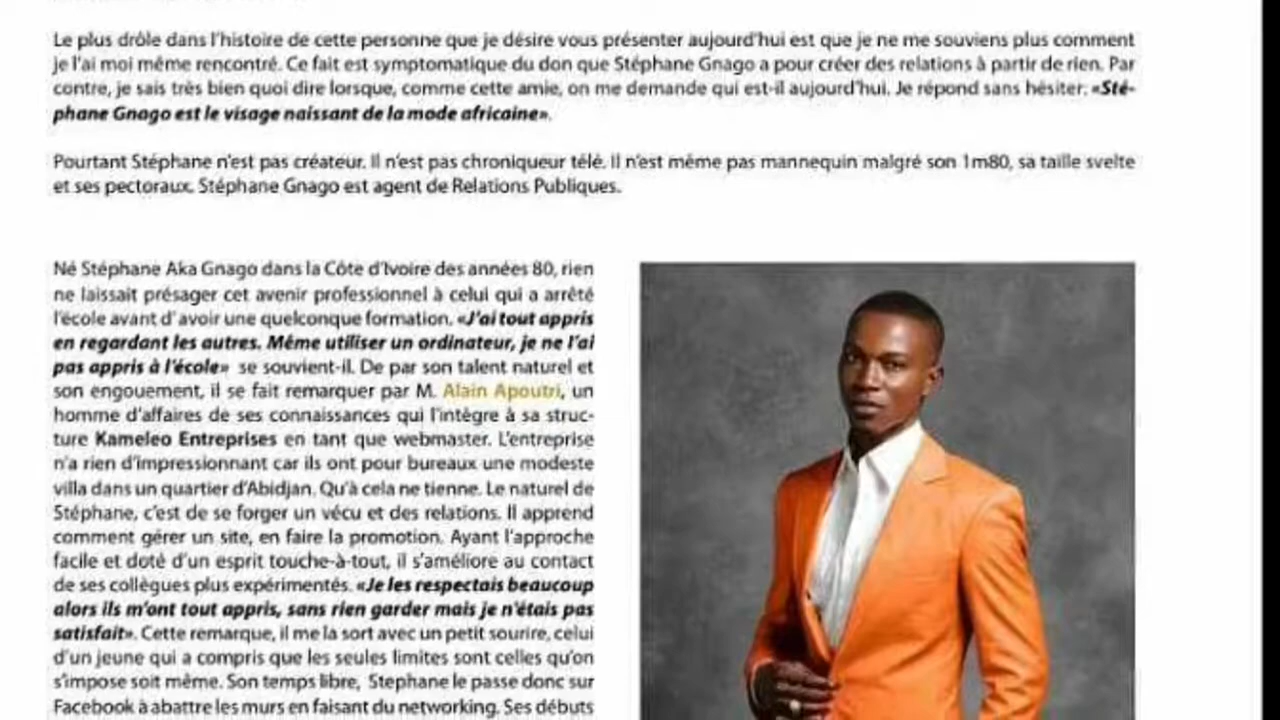 Le plus drôle dans l'histoire de cette personne que je désire vous présenter aujourd'hui est que je ne me souviens plus comment
je l'ai moi même rencontré. Ce fait est symptomatique du don que Stéphane Gnago a pour créer des relations à partir de rien. Par
contre, je sais très bien quoi dire lorsque, comme cette amie, on me demande qui est-il aujourd'hui. Je répond sans hésiter. «Sté-
phane Gnago est le visage naissant de la mode africaine».
Pourtant Stéphane n'est pas créateur. Il n'est pas chroniqueur télé. Il n'est même pas mannequin malgré son 1m80, sa taille svelte
et ses pectoraux. Stéphane Gnago est agent de Relations Publiques.
Né Stéphane Aka Gnago dans la Côte d'Ivoire des années 80, rien
ne laissait présager cet avenir professionnel à celui qui a arrêté
l'école avant d' avoir une quelconque formation. «J'ai tout appris
en regardant les autres. Même utiliser un ordinateur, je ne l'ai
pas appris à l'école» se souvient-il. De par son talent naturel et
son engouement, il se fait remarquer par M. Alain Apoutri, un
homme d'affaires de ses connaissances qui l'intègre à sa struc-
ture Kameleo Entreprises en tant que webmaster. L'entreprise
n'a rien d'impressionnant car ils ont pour bureaux une modeste
villa dans un quartier d'Abidjan. Qu'à cela ne tienne. Le naturel de
Stéphane, c'est de se forger un vécu et des relations. Il apprend
comment gérer un site, en faire la promotion. Ayant l'approche
facile et doté d'un esprit touche-à-tout, il s'améliore au contact
de ses collègues plus expérimentés. «Je les respectais beaucoup
alors ils m'ont tout appris, sans rien garder mais je n'étais pas
satisfait». Cette remarque, il me la sort avec un petit sourire, celui
d'un jeune qui a compris que les seules limites sont celles qu'on
s'impose soit même. Son temps libre, Stephane le passe donc sur
Facebook à abattre les murs en faisant du networking. Ses débuts